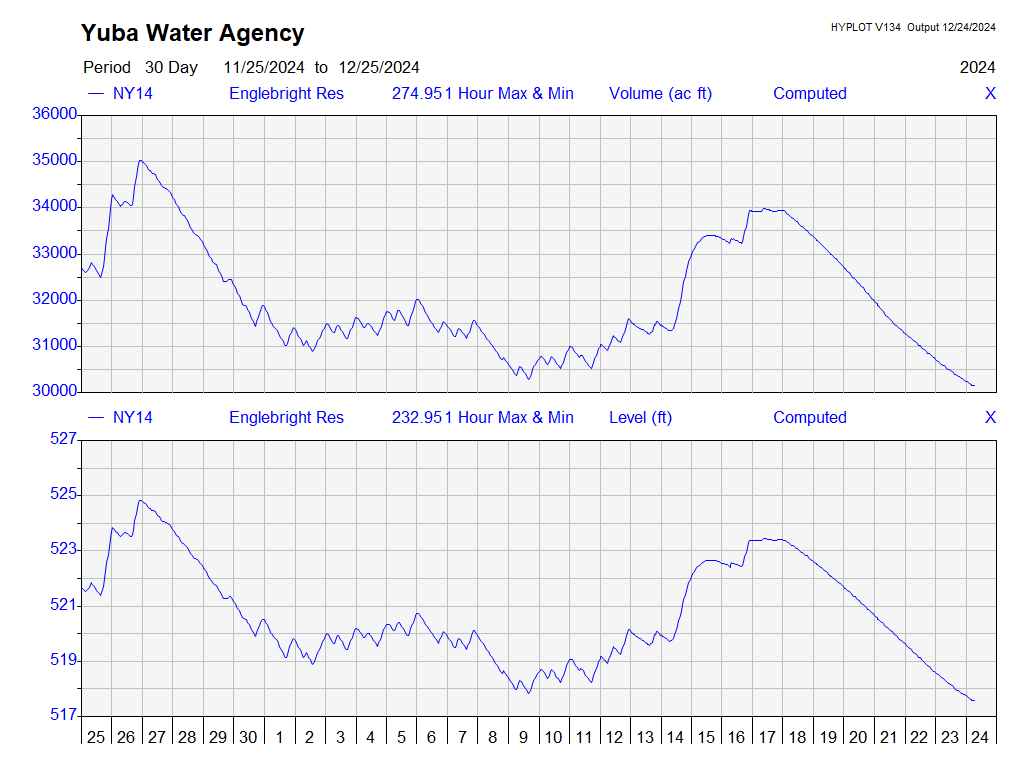 Yuba Water Agency
HYPLOT V134 Output 12/24/2024
Period 30 Day 11/25/2024 to 12/25/2024 2024
NY14 Englebright Res 274.951 Hour Max & Min Volume (ac ft) Computed X
36000
35000
34000
33000
32000
31000
30000
NY14 Englebright Res 232.951 Hour Max & Min Level (ft) Computed X
527
525
523
521
519
517
25 26 27 28 29 30 1 2 3 4 5 6 7 8 9 10 11 12 13 14 15 16 17 18 19 20 21 22 23 24